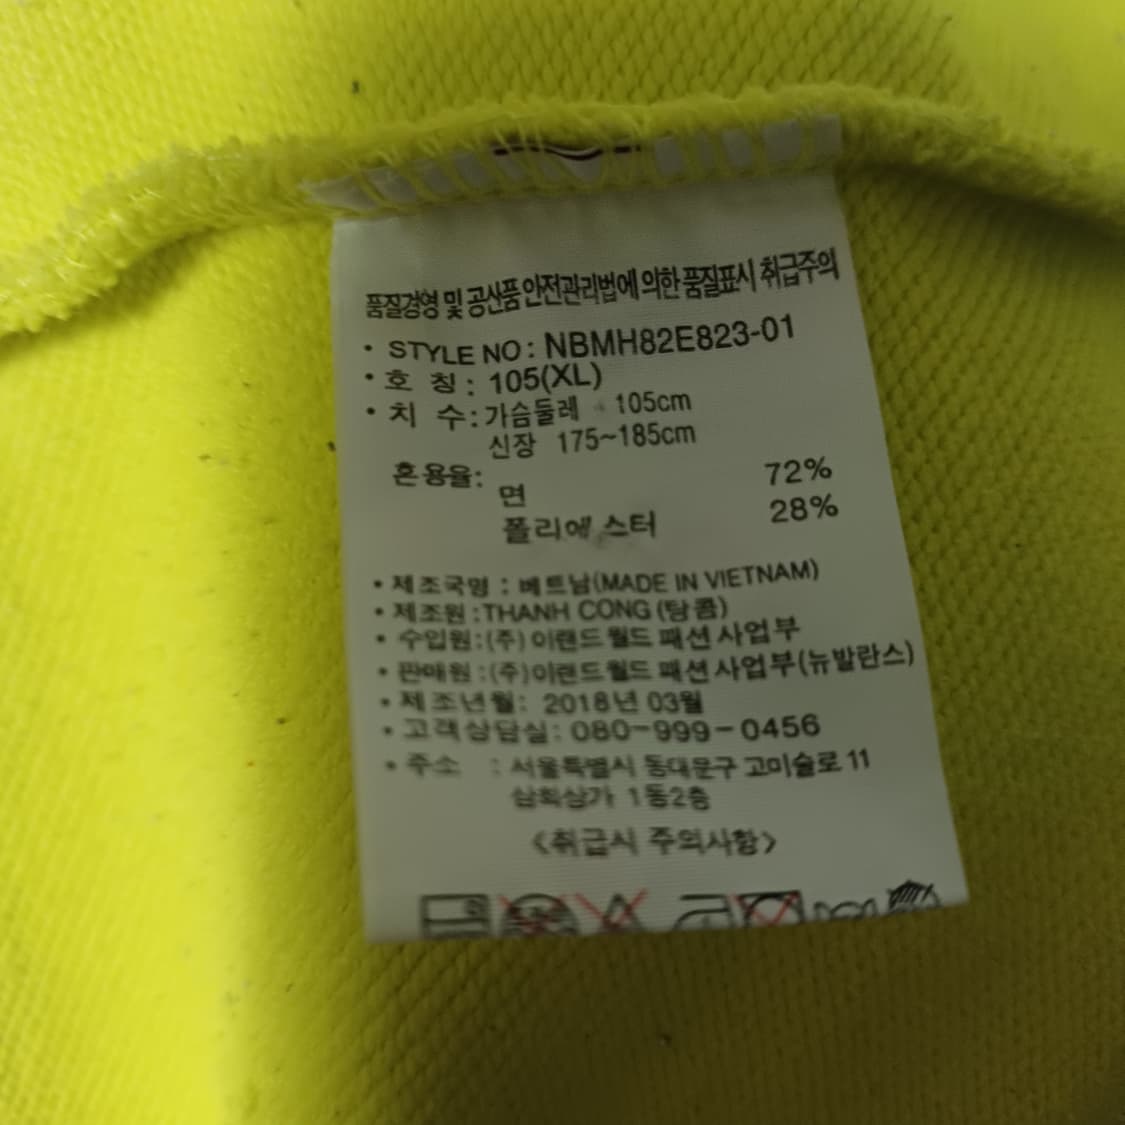 품질경영 및 공산품안전관리법에 의한 품질표시 취급주의
• STYLE NO : NBMH82E823-01
• 호 칭 : 105(XL)
• 치 수 : 가슴둘레 105cm
신장 175~185cm
혼용율:
면 72%
폴리에스터 28%
• 제조국명 : 베트남(MADE IN VIETNAM)
• 제조원 : THANH CONG (탕콤)
• 수입원 : (주)이랜드월드 패션사업부
• 판매원 : (주)이랜드월드 패션사업부(뉴발란스)
• 제조년월 : 2018년 03월
• 고객상담실 : 080-999-0456
• 주소 : 서울특별시 동대문구 고미술로 11
삼희상가 1동2층
<취급시 주의사항>